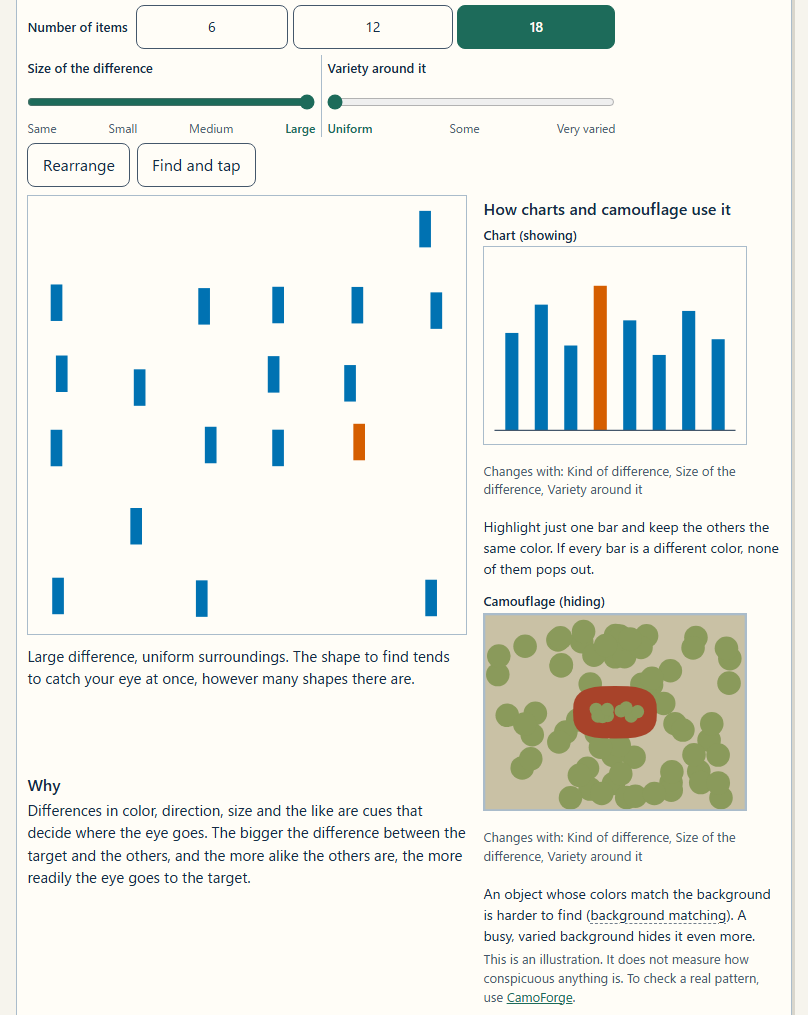 Number of items
6
12
18
Size of the difference
Variety around it
Same
Small
Medium
Large
Uniform
Some
Very varied
Rearrange
Find and tap
Large difference, uniform surroundings. The shape to find tends
to catch your eye at once, however many shapes there are.
Why
Differences in color, direction, size and the like are cues that
decide where the eye goes. The bigger the difference between the
target and the others, and the more alike the others are, the more
readily the eye goes to the target.
How charts and camouflage use it
Chart (showing)
Changes with: Kind of difference, Size of the
difference, Variety around it
Highlight just one bar and keep the others the
same color. If every bar is a different color, none
of them pops out.
Camouflage (hiding)
Changes with: Kind of difference, Size of the
difference, Variety around it
An object whose colors match the background
is harder to find (background matching). A
busy, varied background hides it even more.
This is an illustration. It does not measure how
conspicuous anything is. To check a real pattern,
use CamoForge.